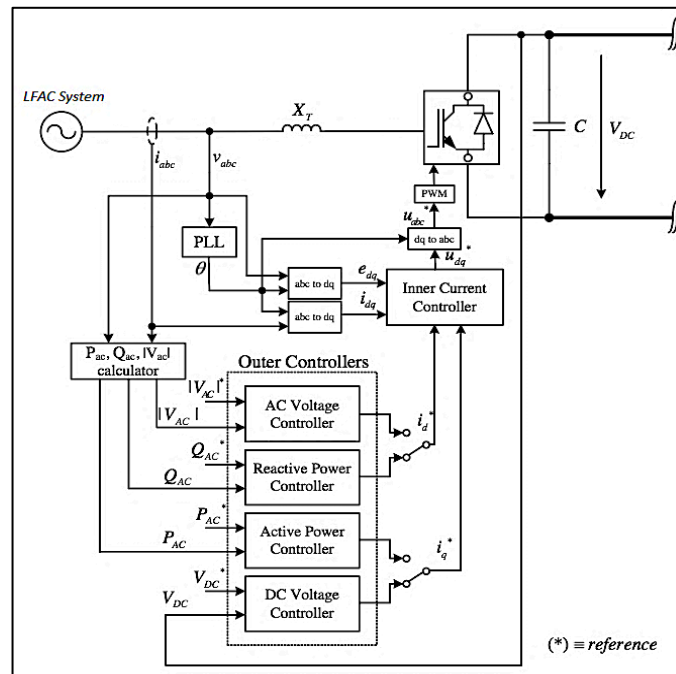 LFAC System
X_T
i_abc
v_abc
C
V_DC
PWM
u_abc*
PLL
θ
dq to abc
u_dq*
abc to dq
e_dq
abc to dq
i_dq
Inner Current
Controller
P_ac, Q_ac, |V_ac|
calculator
Outer Controllers
|V_AC|*
|V_AC|
AC Voltage
Controller
i_d*
Q_AC*
Q_AC
Reactive Power
Controller
P_AC*
P_AC
Active Power
Controller
i_q*
V_DC*
V_DC
DC Voltage
Controller
(*) ≡ reference